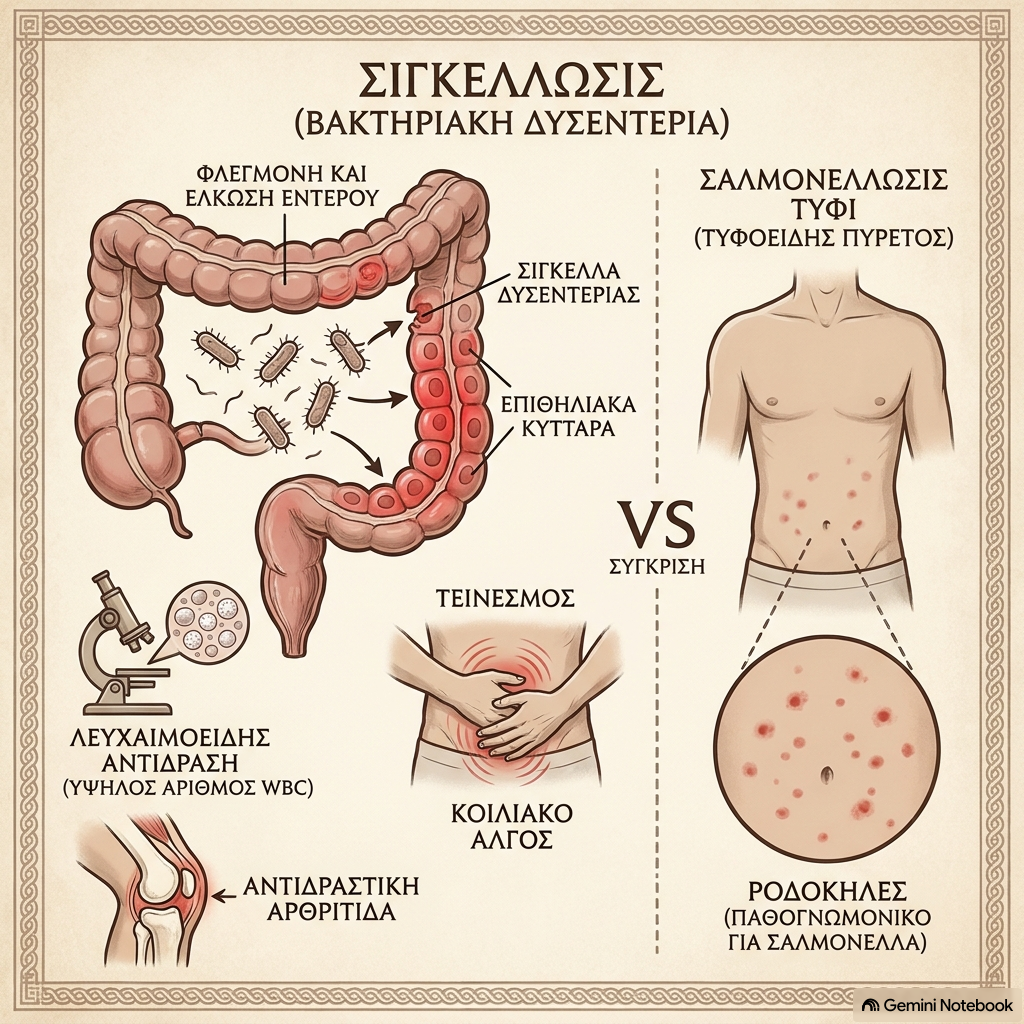 ΣΙΓΚΕΛΛΩΣΙΣ
(ΒΑΚΤΗΡΙΑΚΗ ΔΥΣΕΝΤΕΡΙΑ)
ΦΛΕΓΜΟΝΗ ΚΑΙ
ΕΛΚΩΣΗ ΕΝΤΕΡΟΥ
ΣΙΓΚΕΛΛΑ
ΔΥΣΕΝΤΕΡΙΑΣ
ΕΠΙΘΗΛΙΑΚΑ
ΚΥΤΤΑΡΑ
ΤΕΙΝΕΣΜΟΣ
ΛΕΥΧΑΙΜΟΕΙΔΗΣ
ΑΝΤΙΔΡΑΣΗ
(ΥΨΗΛΟΣ ΑΡΙΘΜΟΣ WBC)
ΚΟΙΛΙΑΚΟ
ΑΛΓΟΣ
ΑΝΤΙΔΡΑΣΤΙΚΗ
ΑΡΘΡΙΤΙΔΑ
VS
ΣΥΓΚΡΙΣΗ
ΣΑΛΜΟΝΕΛΛΩΣΙΣ
ΤΥΦΙ
(ΤΥΦΟΕΙΔΗΣ ΠΥΡΕΤΟΣ)
ΡΟΔΟΚΗΛΕΣ
(ΠΑΘΟΓΝΩΜΟΝΙΚΟ
ΓΙΑ ΣΑΛΜΟΝΕΛΛΑ)
Gemini Notebook